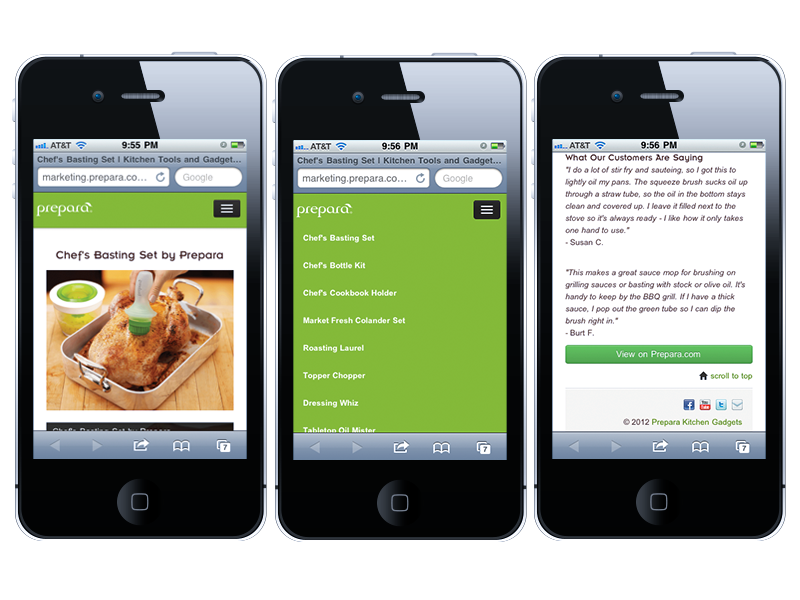 AT&T 9:55 PM
Chef's Basting Set | Kitchen Tools and Gadget...
marketing.prepara.co... Google
prepara
Chef's Basting Set by Prepara
Chef's Basting Set by Prepara
7
AT&T 9:56 PM
Chef's Basting Set | Kitchen Tools and Gadget...
marketing.prepara.co... Google
prepara
Chef's Basting Set
Chef's Bottle Kit
Chef's Cookbook Holder
Market Fresh Colander Set
Roasting Laurel
Topper Chopper
Dressing Whiz
Tabletop Oil Mister
7
AT&T 9:56 PM
What Our Customers Are Saying
"I do a lot of stir fry and sauteing, so I got this to
lightly oil my pans. The squeeze brush sucks oil up
through a straw tube, so the oil in the bottom stays
clean and covered up. I leave it filled next to the
stove so it's always ready - I like how it only takes
one hand to use."
- Susan C.
"This makes a great sauce mop for brushing on
grilling sauces or basting with stock or olive oil. It's
handy to keep by the BBQ grill. If I have a thick
sauce, I pop out the green tube so I can dip the
brush right in."
- Burt F.
View on Prepara.com
scroll to top
You Tube
© 2012 Prepara Kitchen Gadgets
7